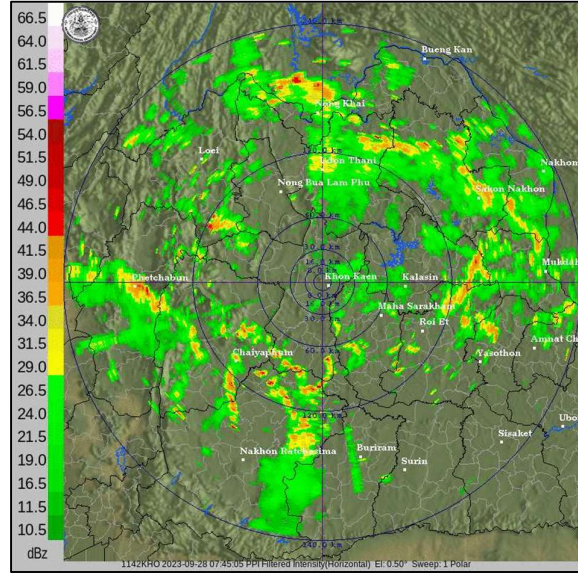 66.5
64.0
61.5
59.0
56.5
54.0
51.5
49.0
46.5
44.0
41.5
39.0
36.5
34.0
31.5
29.0
26.5
24.0
21.5
19.0
16.5
15.5
13.0
10.5
dBz
Bueng Kan
Nong Khai
Loei
Udon Thani
Nong Bua Lam Phu
Sakon Nakhon
Nakhon
Phetchabun
Khon Kaen
Kalasin
Mukdah
Maha Sarakham
Roi Et
Chaiyaphum
Yasothon
Amnat Ch
Nakhon Ratchasima
Buriram
Surin
Sisaket
Ubo
1142KHO 2023-09-28 07:45:05 PPI Filtered Intensity(Horizontal) El: 0.50° Sweep: 1 Polar